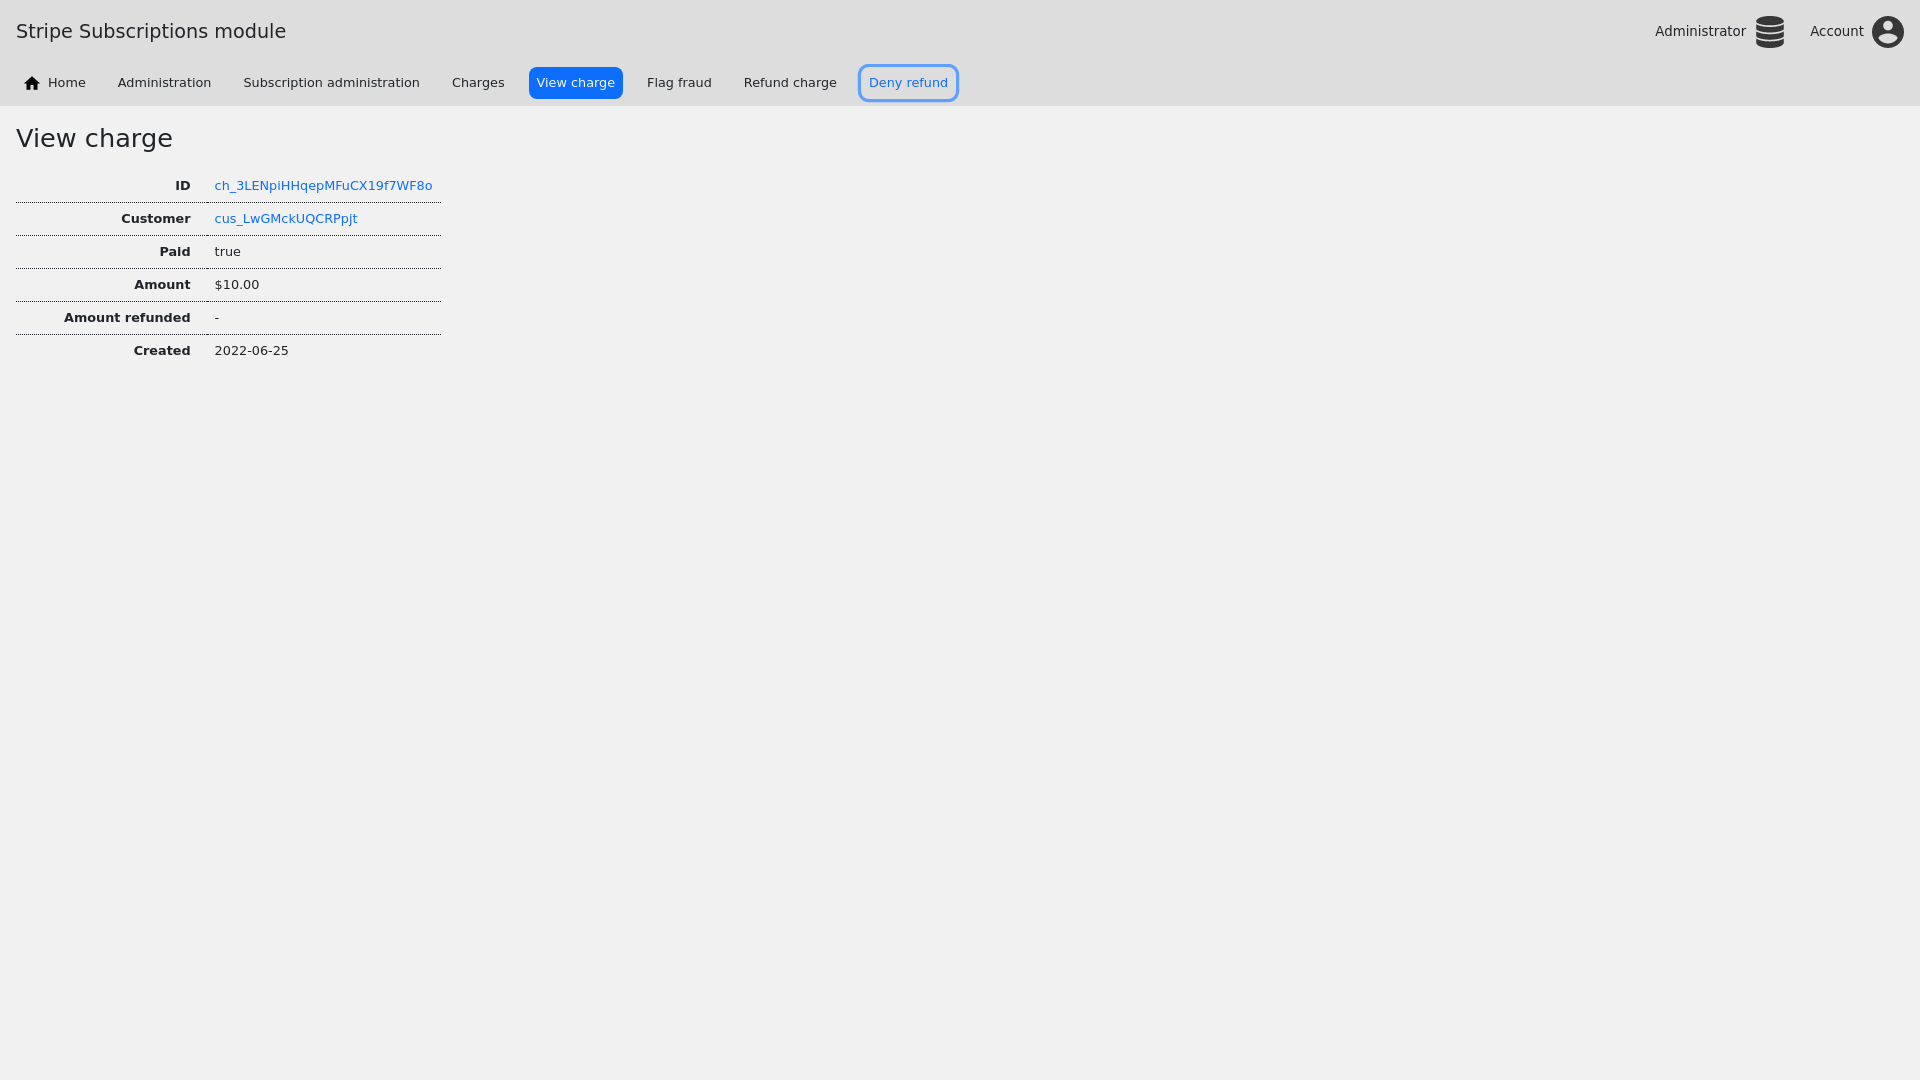 Stripe Subscriptions module
Administrator
Account
Home
Administration
Subscription administration
Charges
View charge
Flag fraud
Refund charge
Deny refund
View charge
ID ch_3LENpiHHqepMFuCX19f7WF8o
Customer cus_LwGMckUQCRPpjt
Paid true
Amount $10.00
Amount refunded -
Created 2022-06-25